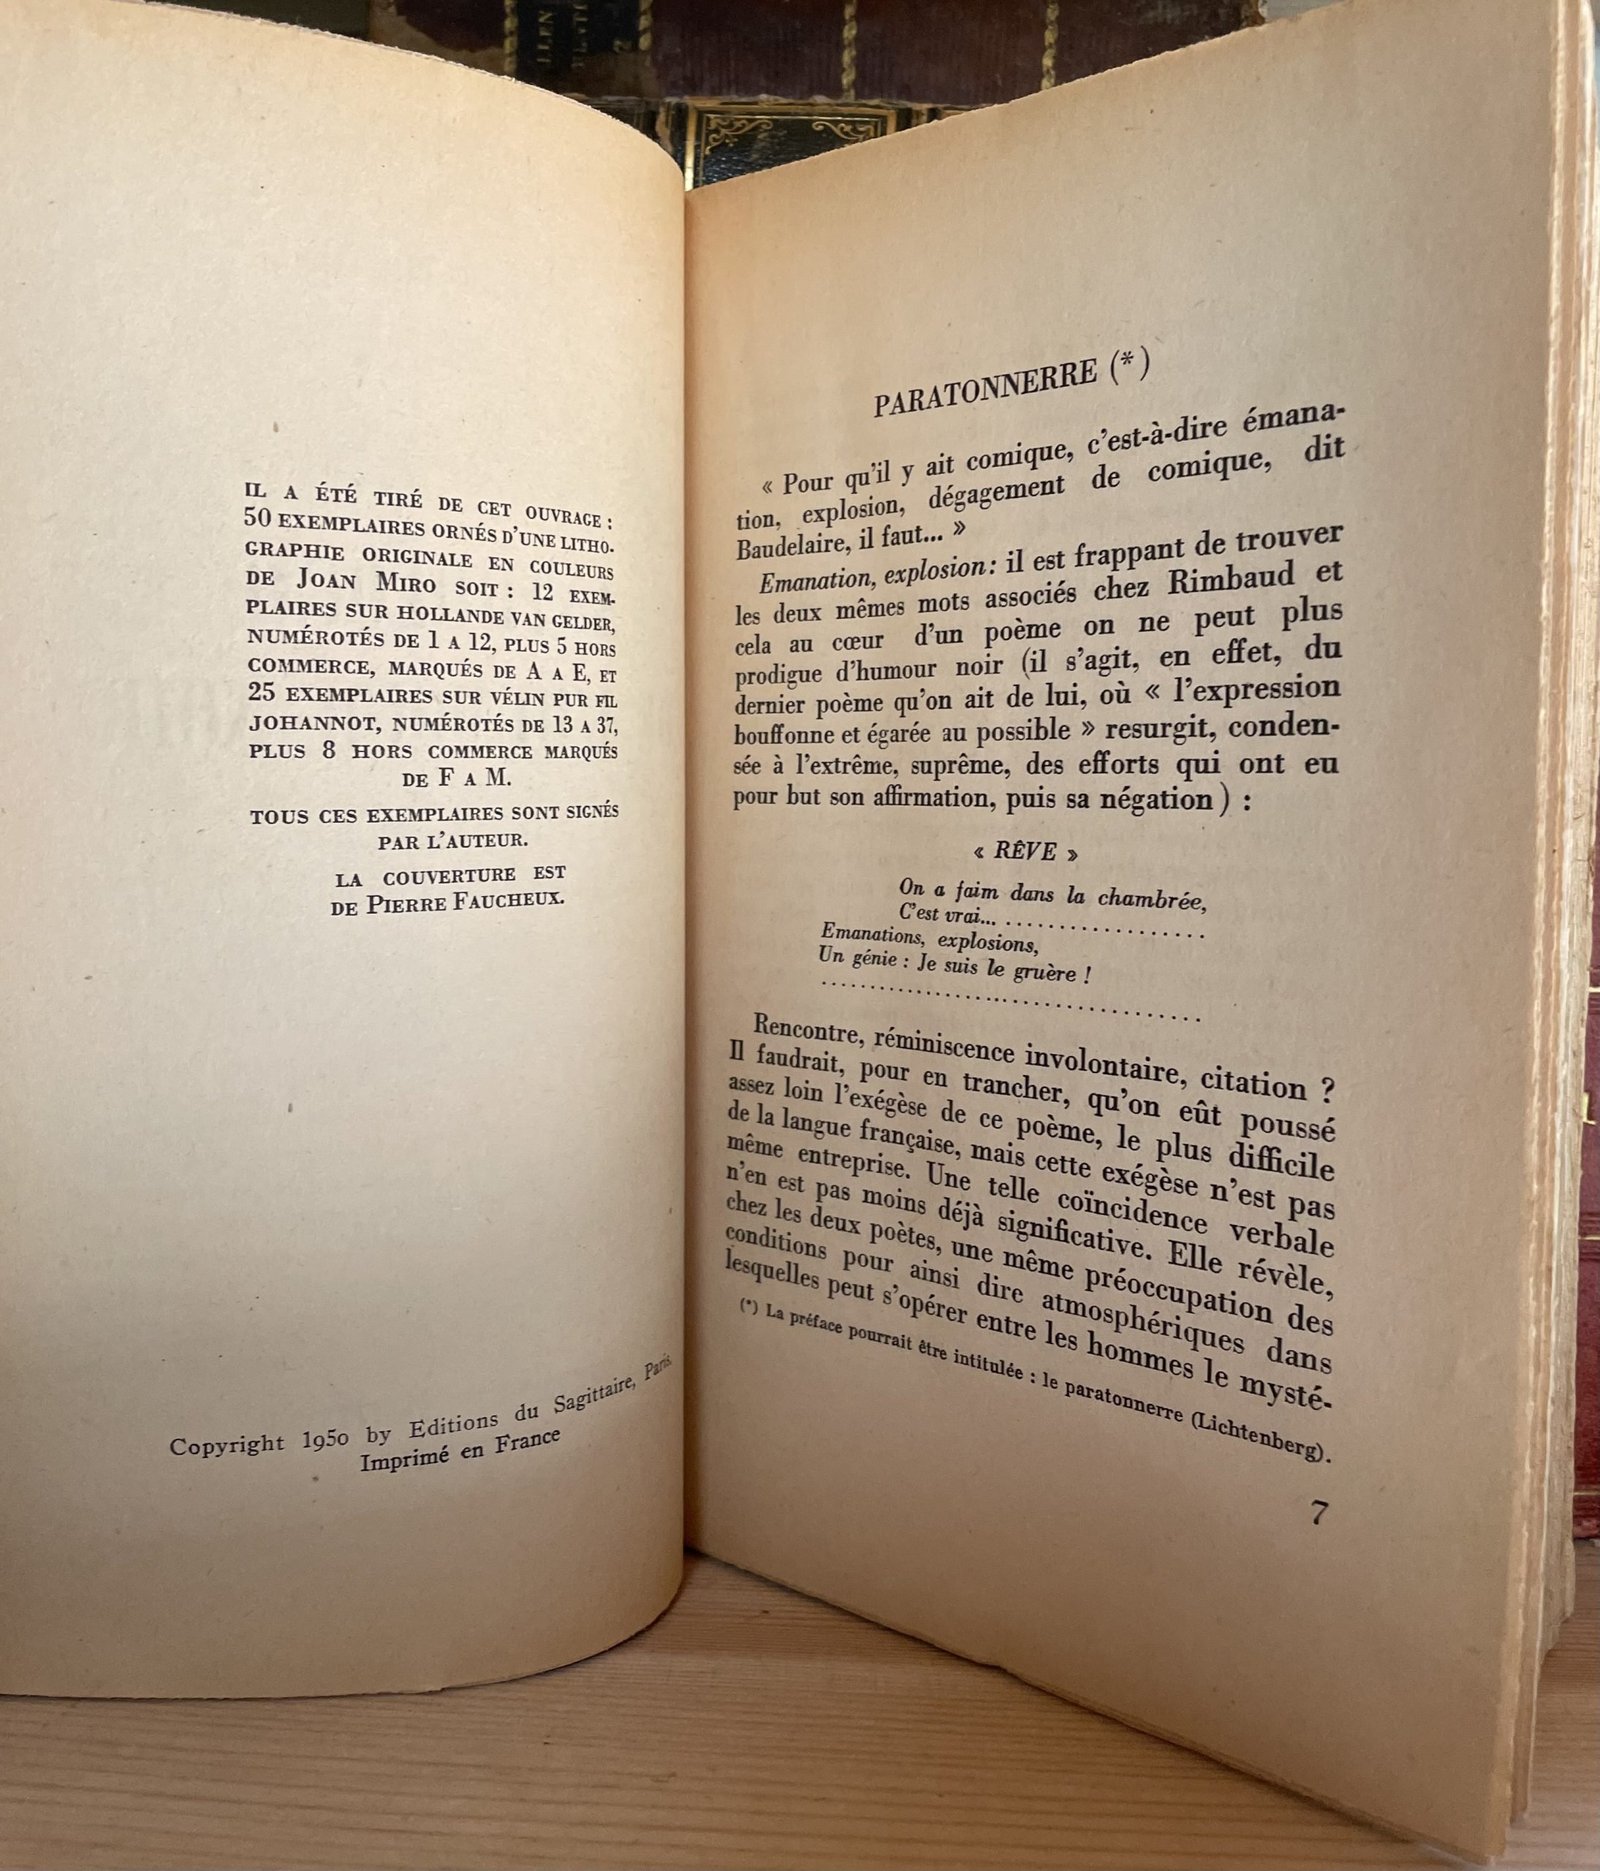 IL A ÉTÉ TIRÉ DE CET OUVRAGE :
50 EXEMPLAIRES ORNÉS D'UNE LITHO-
GRAPHIE ORIGINALE EN COULEURS
DE JOAN MIRO SOIT : 12 EXEM-
PLAIRES SUR HOLLANDE VAN GELDER,
NUMÉROTÉS DE 1 A 12, PLUS 5 HORS
COMMERCE, MARQUÉS DE A A E, ET
25 EXEMPLAIRES SUR VÉLIN PUR FIL
JOHANNOT, NUMÉROTÉS DE 13 A 37,
PLUS 8 HORS COMMERCE MARQUÉS
DE F A M.
TOUS CES EXEMPLAIRES SONT SIGNÉS
PAR L'AUTEUR.
LA COUVERTURE EST
DE PIERRE FAUCHEUX.
Copyright 1950 by Editions du Sagittaire, Paris.
Imprimé en France
PARATONNERRE (*)
« Pour qu'il y ait comique, c'est-à-dire émana-
tion, explosion, dégagement de comique, dit
Baudelaire, il faut... »
Emanation, explosion : il est frappant de trouver
les deux mêmes mots associés chez Rimbaud et
cela au cœur d'un poème on ne peut plus
prodigue d'humour noir (il s'agit, en effet, du
dernier poème qu'on ait de lui, où « l'expression
bouffonne et égarée au possible » resurgit, conden-
sée à l'extrême, suprême, des efforts qui ont eu
pour but son affirmation, puis sa négation) :
« RÊVE »
On a faim dans la chambrée,
C'est vrai... .....................
Emanations, explosions,
Un génie : Je suis le gruère !
........................................
Rencontre, réminiscence involontaire, citation ?
Il faudrait, pour en trancher, qu'on eût poussé
assez loin l'exégèse de ce poème, le plus difficile
de la langue française, mais cette exégèse n'est pas
même entreprise. Une telle coïncidence verbale
n'en est pas moins déjà significative. Elle révèle,
chez les deux poètes, une même préoccupation des
conditions pour ainsi dire atmosphériques dans
lesquelles peut s'opérer entre les hommes le mysté-
(*) La préface pourrait être intitulée : le paratonnerre (Lichtenberg).
7